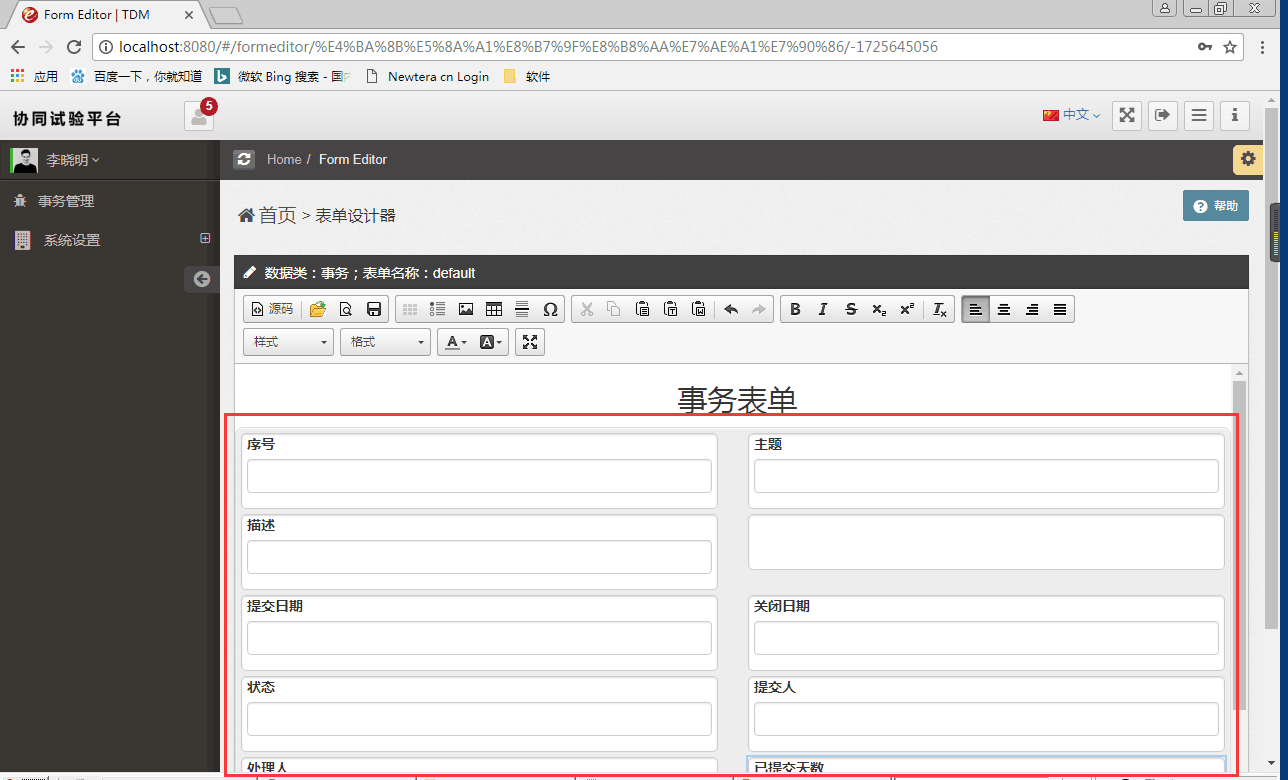 Form Editor | TDM
localhost:8080/#/formeditor/%E4%BA%8B%E5%8A%A1%E8%B7%9F%E8%B8%AA%E7%AE%A1%E7%90%86/-1725645056
应用 百度一下，你就知道 微软 Bing 搜索 - 国 Newtera cn Login 软件
协同试验平台 5 中文
李晓明 Home / Form Editor
事务管理
首页 > 表单设计器 帮助
系统设置
数据类：事务；表单名称：default
源码 Ω B I S x₂ x² Tx
样式 格式 A A
事务表单
序号 主题
描述
提交日期 关闭日期
状态 提交人
处理人 已提交天数